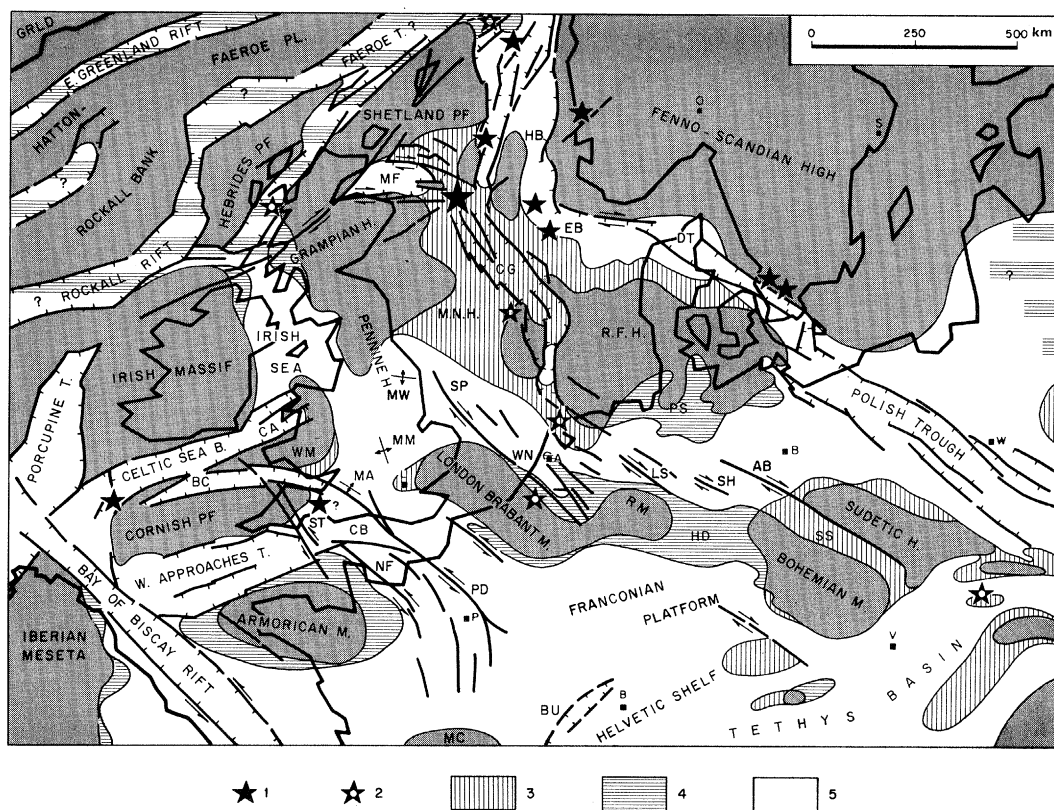 GRLD
E. GREENLAND RIFT
FAEROE PL.
FAEROE T. ?
0 250 500 km
HATTON-
ROCKALL BANK
?
?
HEBRIDES PF
SHETLAND PF
HB
O
S
FENNO-SCANDIAN HIGH
MF
? ROCKALL RIFT
GRAMPIAN H.
EB
DT
CG
?
IRISH MASSIF
IRISH
SEA
PENNINE H.
M.N.H.
R.F.H.
PORCUPINE T.
MW
SP
PS
POLISH TROUGH
W
CELTIC SEA B.
CA
WM
MM
WN
GA
B
BC
MA
LONDON BRABANT M.
LS
SH
AB
CORNISH PF
ST
?
CB
RM
HD
SS
SUDETIC H.
W. APPROACHES T.
NF
BOHEMIAN M.
BAY OF BISCAY RIFT
PD
P
FRANCONIAN
PLATFORM
ARMORICAN M.
IBERIAN
MESETA
V
BU
B
HELVETIC SHELF
TETHYS BASIN
MC
1 2 3 4 5